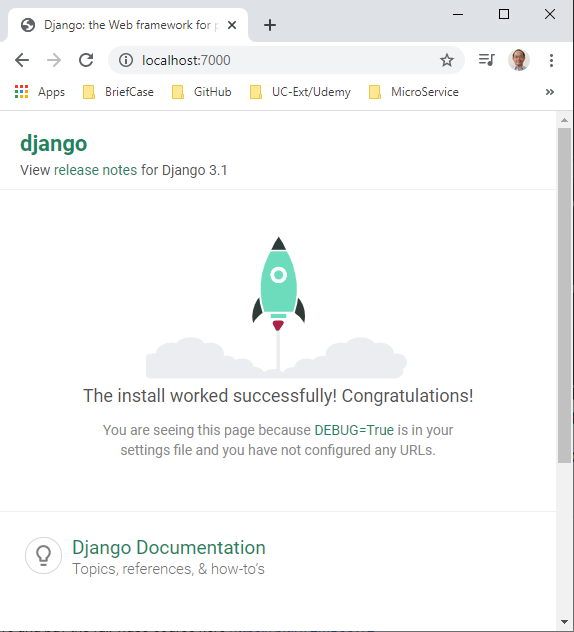 Django: the Web framework for p
localhost:7000
Apps BriefCase GitHub UC-Ext/Udemy MicroService »
django
View release notes for Django 3.1
The install worked successfully! Congratulations!
You are seeing this page because DEBUG=True is in your
settings file and you have not configured any URLs.
Django Documentation
Topics, references, & how-to's